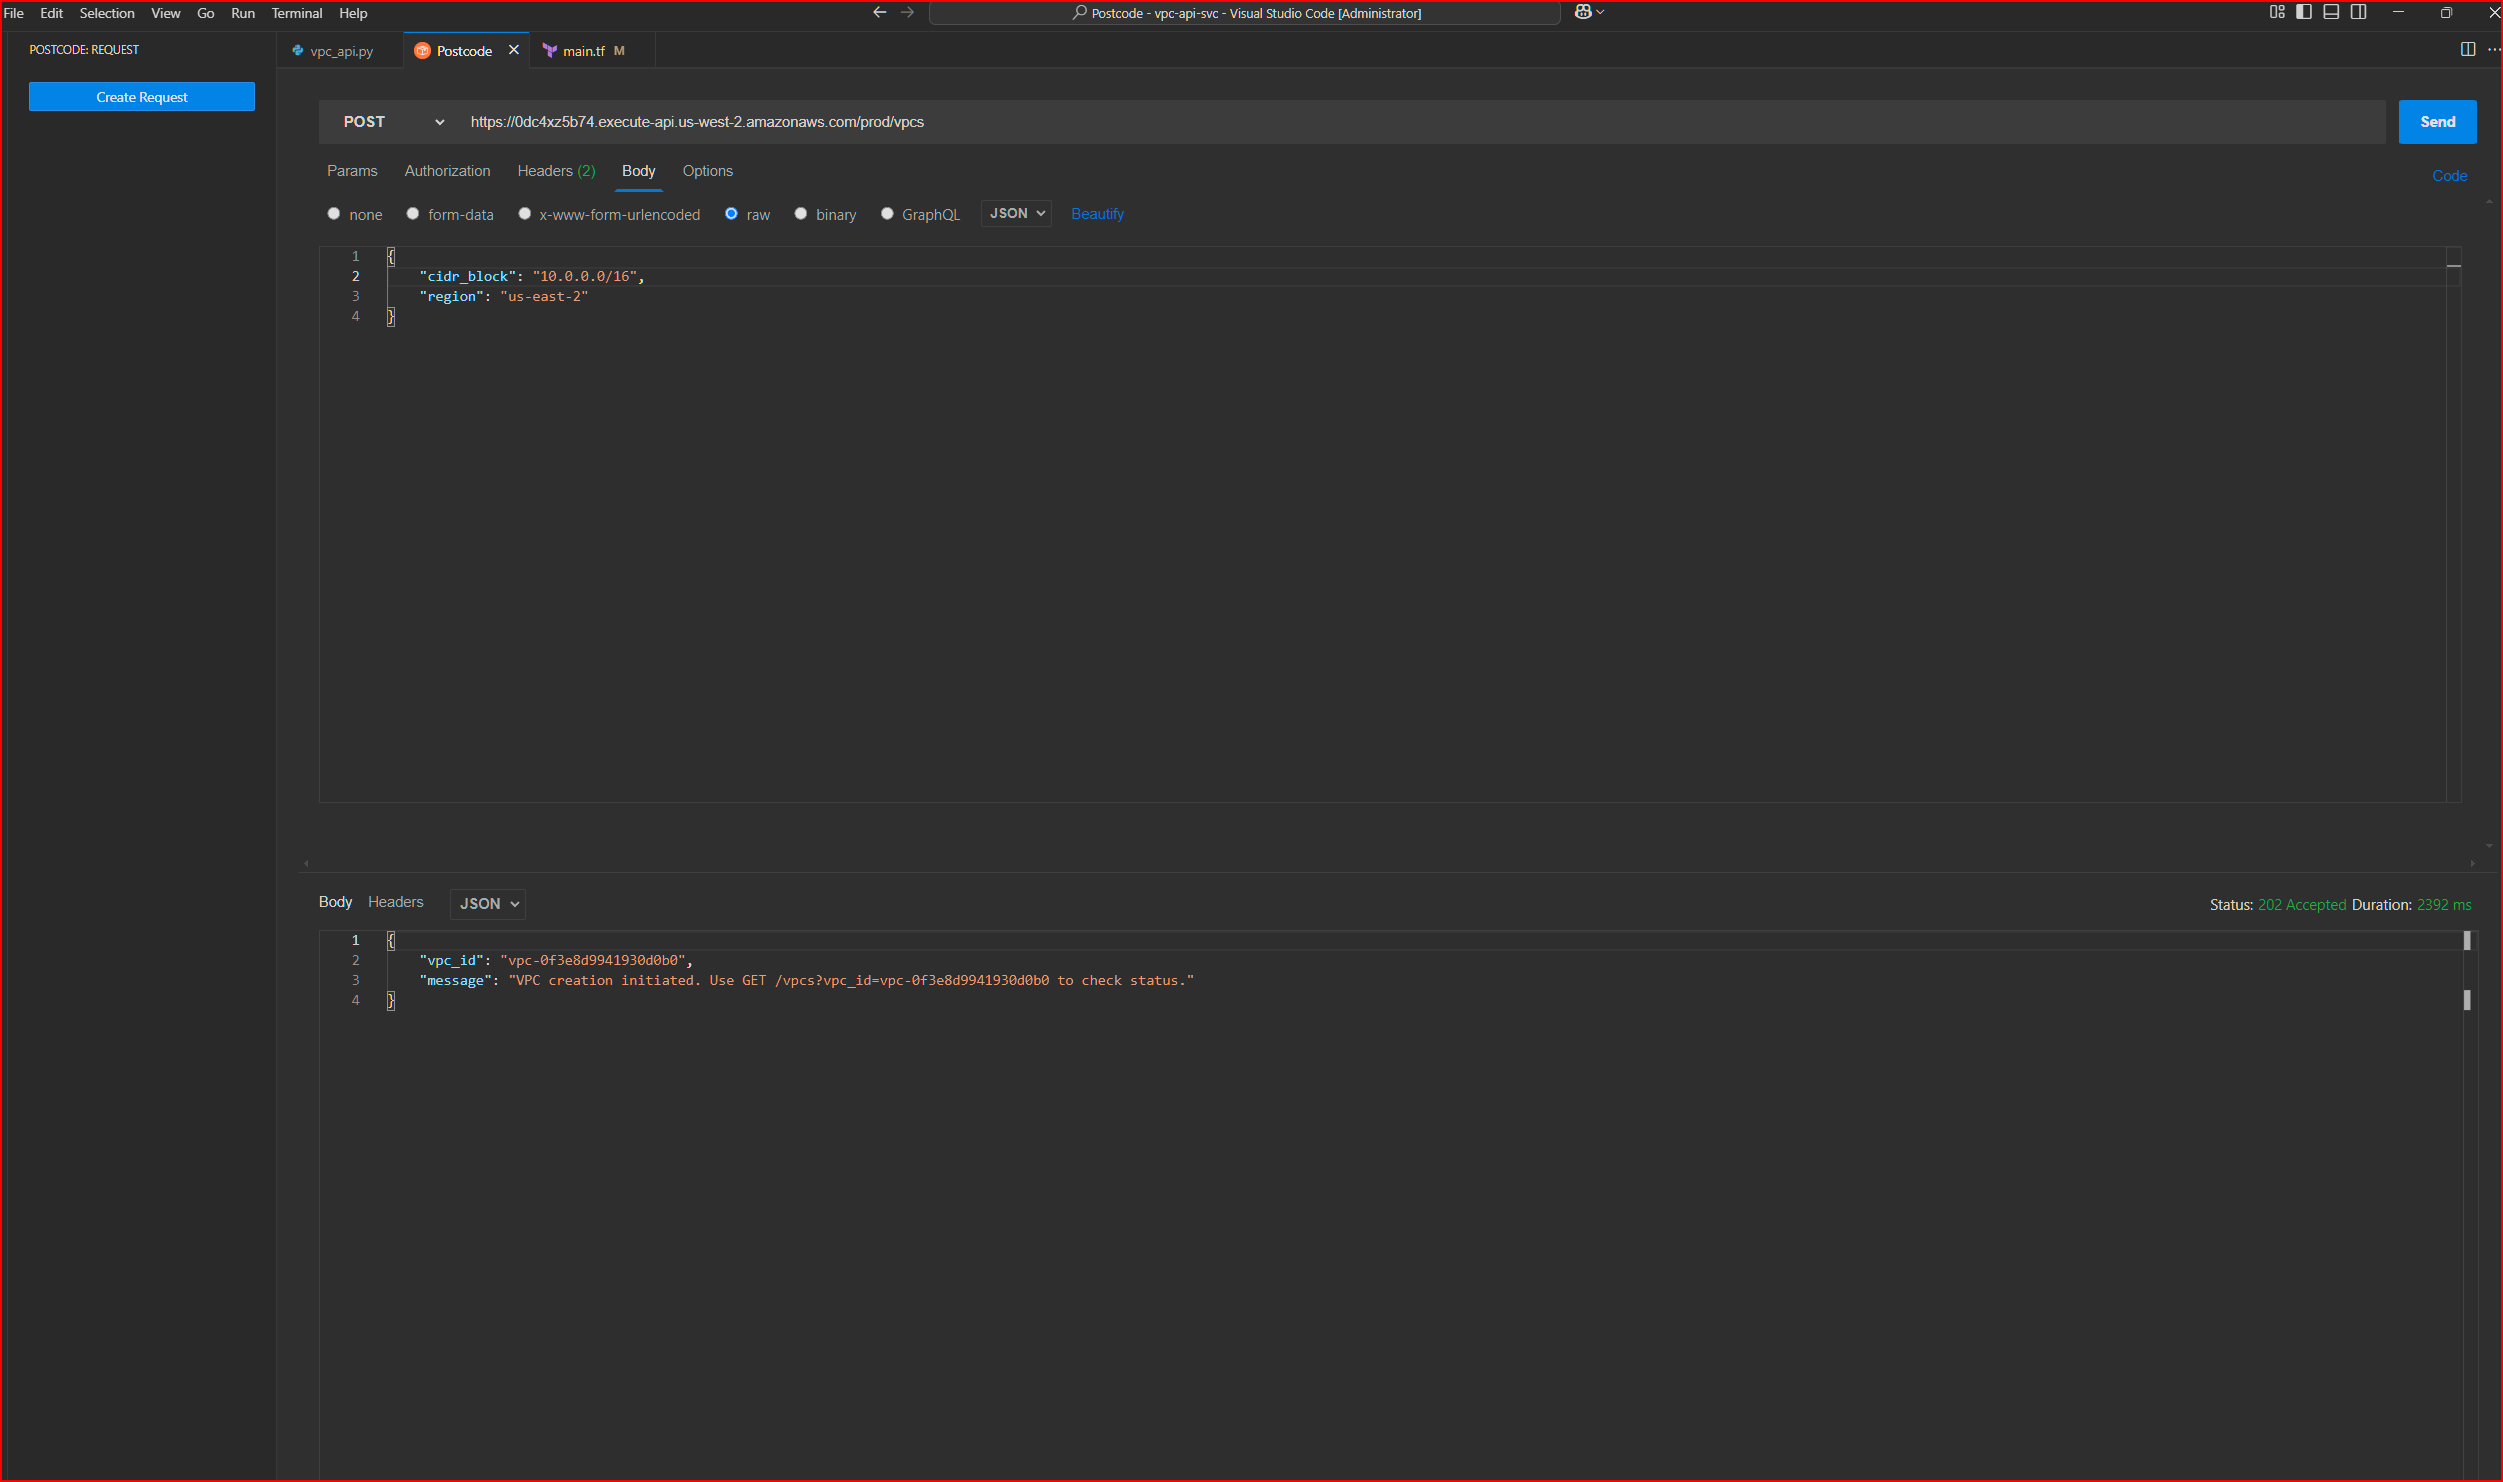 File Edit Selection View Go Run Terminal Help
Postcode - vpc-api-svc - Visual Studio Code [Administrator]
POSTCODE: REQUEST
vpc_api.py
Postcode
main.tf M
Create Request
POST
https://0dc4xz5b74.execute-api.us-west-2.amazonaws.com/prod/vpcs
Send
Params Authorization Headers (2) Body Options
Code
none form-data x-www-form-urlencoded raw binary GraphQL JSON Beautify
1 {
2 "cidr_block": "10.0.0.0/16",
3 "region": "us-east-2"
4 }
Body Headers JSON
Status: 202 Accepted Duration: 2392 ms
1 {
2 "vpc_id": "vpc-0f3e8d9941930d0b0",
3 "message": "VPC creation initiated. Use GET /vpcs?vpc_id=vpc-0f3e8d9941930d0b0 to check status."
4 }